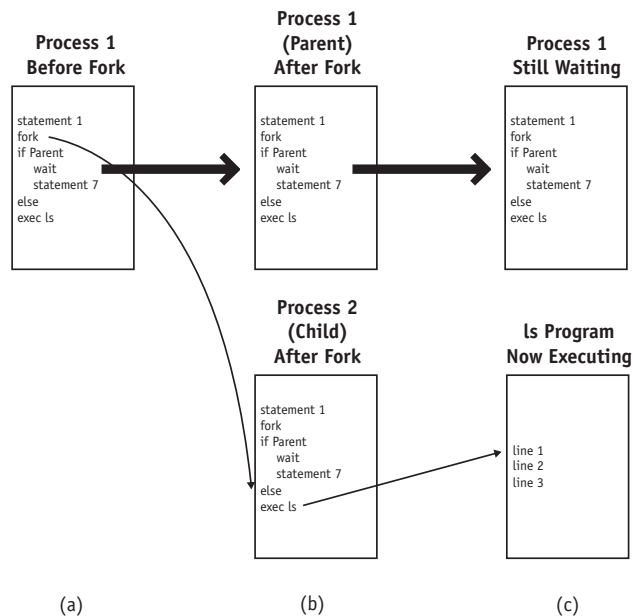 Process 1
Before Fork
statement 1
fork
if Parent
wait
statement 7
else
exec ls
Process 1
(Parent)
After Fork
statement 1
fork
if Parent
wait
statement 7
else
exec ls
Process 1
Still Waiting
statement 1
fork
if Parent
wait
statement 7
else
exec ls
Process 2
(Child)
After Fork
statement 1
fork
if Parent
wait
statement 7
else
exec ls
ls Program
Now Executing
line 1
line 2
line 3
(a)
(b)
(c)